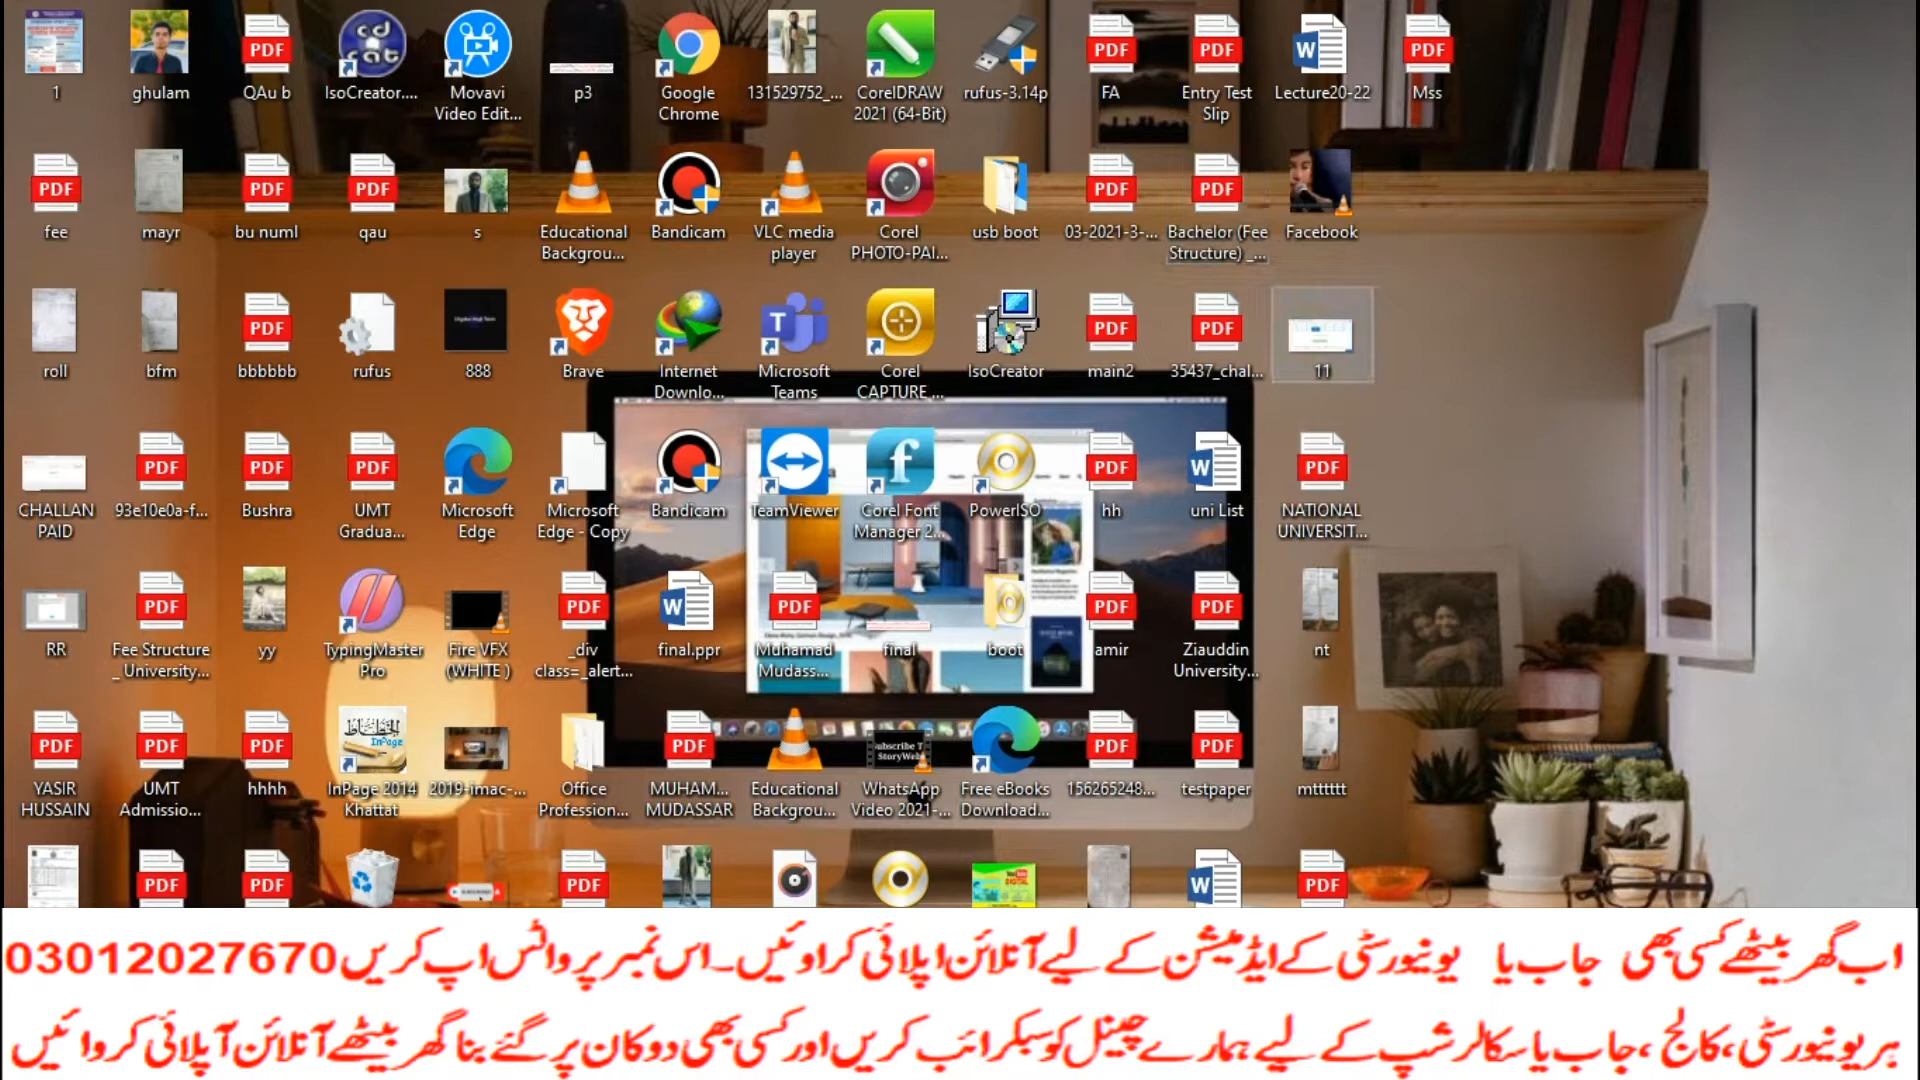 1
ghulam
QAu b
IsoCreator....
Movavi
Video Edit...
p3
Google
Chrome
131529752_...
CorelDRAW
2021 (64-Bit)
rufus-3.14p
FA
Entry Test
Slip
Lecture20-22
Mss
fee
mayr
bu numl
qau
s
Educational
Backgrou...
Bandicam
VLC media
player
Corel
PHOTO-PAI...
usb boot
03-2021-3-...
Bachelor (Fee
Structure) _...
Facebook
roll
bfm
bbbbbb
rufus
888
Brave
Internet
Downlo...
Microsoft
Teams
Corel
CAPTURE ...
IsoCreator
main2
35437_chal...
11
CHALLAN
PAID
93e10e0a-f...
Bushra
UMT
Gradua...
Microsoft
Edge
Microsoft
Edge - Copy
Bandicam
TeamViewer
Corel Font
Manager 2...
PowerISO
hh
uni List
NATIONAL
UNIVERSIT...
RR
Fee Structure
_ University...
yy
TypingMaster
Pro
Fire VFX
(WHITE )
_div
class=_alert...
final.ppr
Muhamad
Mudass...
final
boot
amir
Ziauddin
University...
nt
YASIR
HUSSAIN
UMT
Admissio...
hhhh
InPage 2014
Khattat
2019-imac-...
Office
Profession...
MUHAM...
MUDASSAR
Educational
Backgrou...
WhatsApp
Video 2021-...
Free eBooks
Download...
156265248...
testpaper
mtttttt
اب گھر بیٹھے کسی بھی جاب یا یونیورسٹی کے ایڈمیشن کے لیے آنلائن اپلائی کراوئیں۔اس نمبر پر واٹس اپ کریں 03012027670
ہر یونیورسٹی، کالج، جاب یا سکالرشپ کے لیے ہمارے چینل کو سبکرائب کریں اور کسی بھی دوکان پر گئے بنا گھر بیٹھے آنلائن آپلائی کروائیں